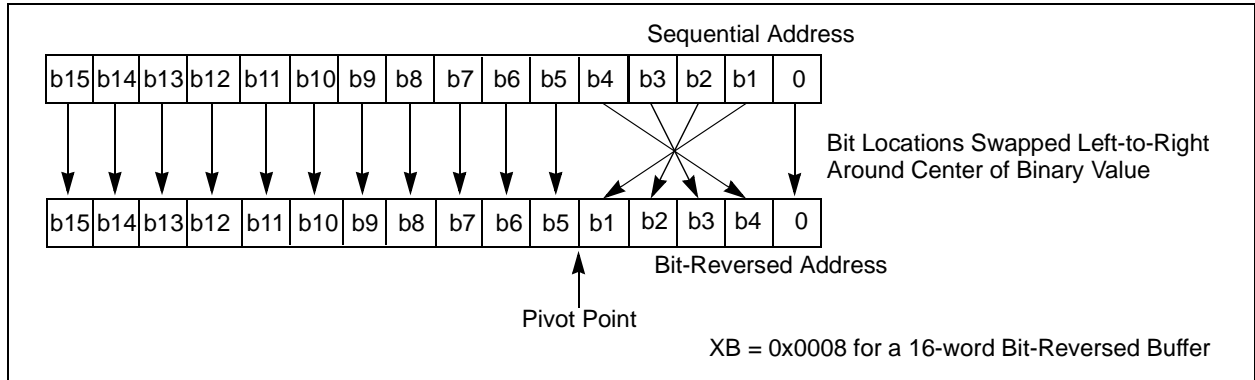 Sequential Address
b15 b14 b13 b12 b11 b10 b9 b8 b7 b6 b5 b4 b3 b2 b1 0
Bit Locations Swapped Left-to-Right
Around Center of Binary Value
b15 b14 b13 b12 b11 b10 b9 b8 b7 b6 b5 b1 b2 b3 b4 0
Bit-Reversed Address
Pivot Point
XB = 0x0008 for a 16-word Bit-Reversed Buffer